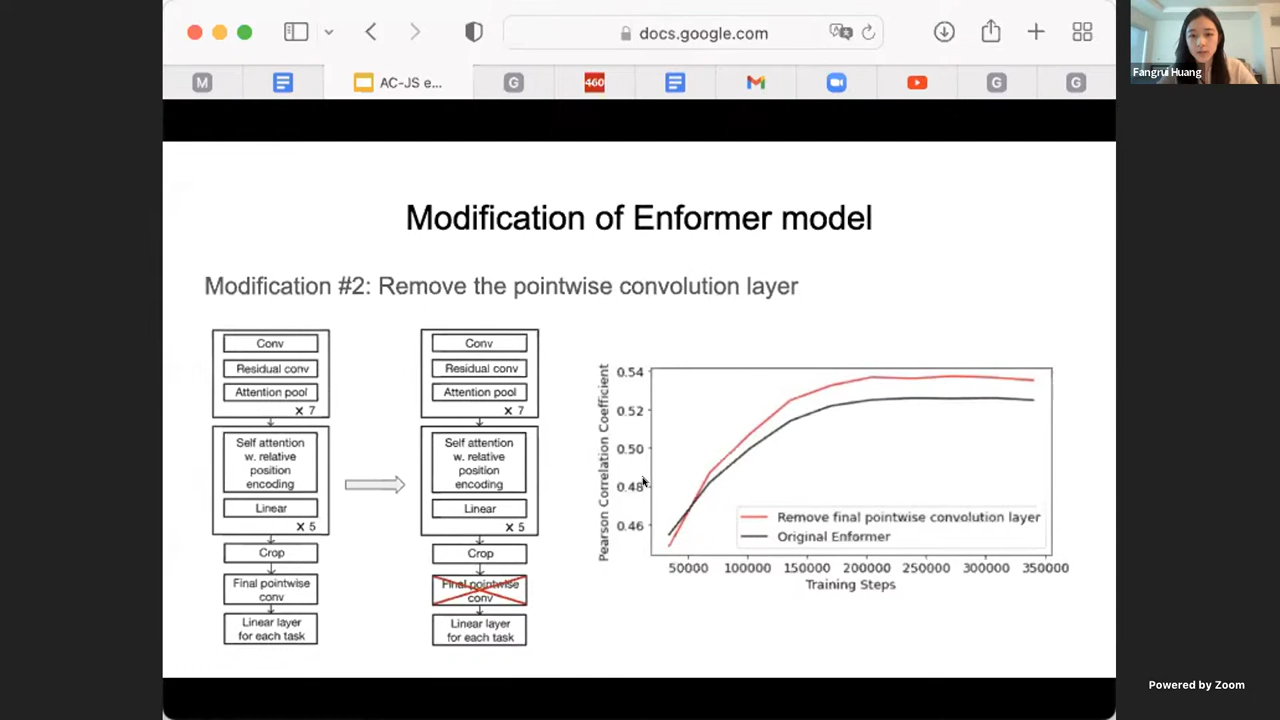 docs.google.com
M
AC-JS e...
G
460
G
G
Fangrui Huang
Modification of Enformer model
Modification #2: Remove the pointwise convolution layer
Conv
Residual conv
Attention pool
x 7
Self attention
w. relative
position
encoding
Linear
x 5
Crop
Final pointwise
conv
Linear layer
for each task
Conv
Residual conv
Attention pool
x 7
Self attention
w. relative
position
encoding
Linear
x 5
Crop
Final pointwise
conv
Linear layer
for each task
Pearson Correlation Coefficient
0.54
0.52
0.50
0.48
0.46
Remove final pointwise convolution layer
Original Enformer
50000 100000 150000 200000 250000 300000 350000
Training Steps
Powered by Zoom